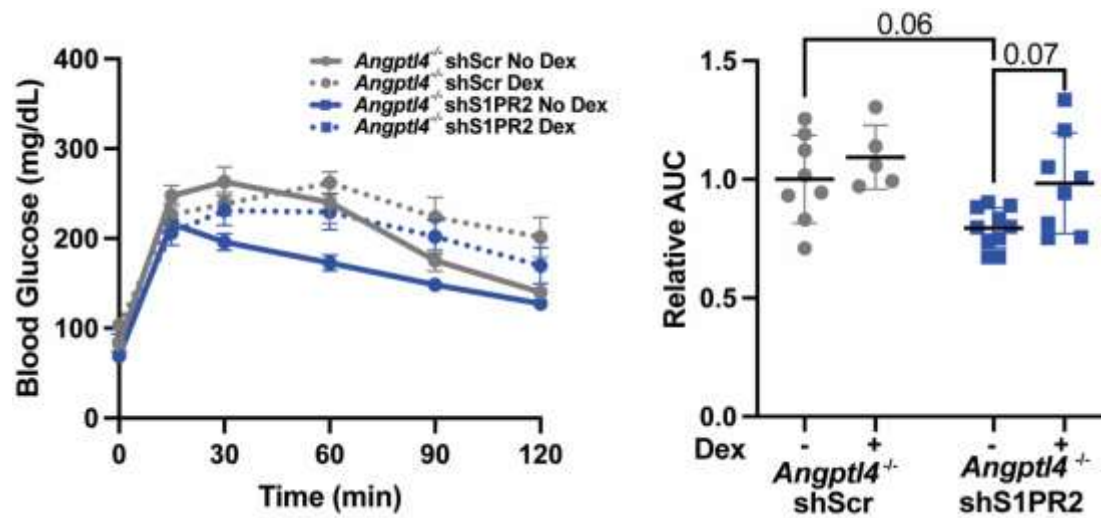 400
300
200
100
0
Blood Glucose (mg/dL)
0 30 60 90 120
Time (min)
Angptl4-/- shScr No Dex
Angptl4-/- shScr Dex
Angptl4-/- shS1PR2 No Dex
Angptl4-/- shS1PR2 Dex
0.06
0.07
1.5
1.0
0.5
0.0
Relative AUC
Dex - + - +
Angptl4-/- Angptl4-/-
shScr shS1PR2